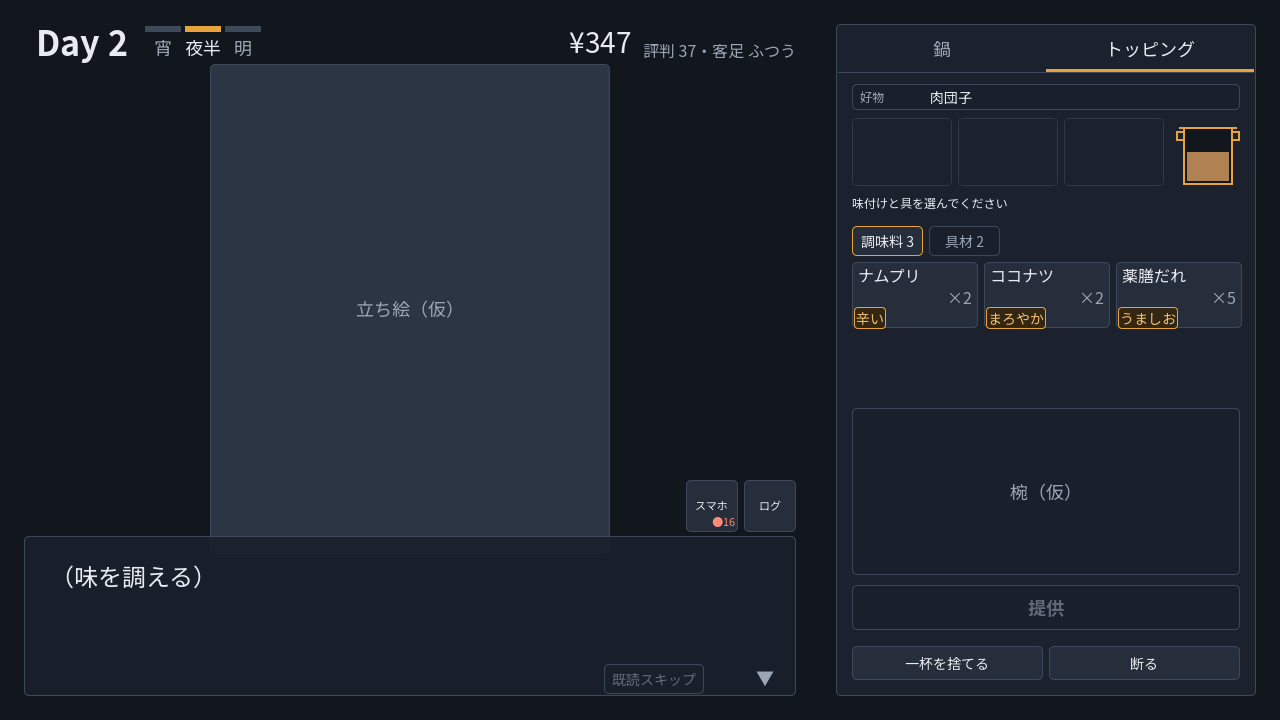 Day 2
宵 夜半 明
¥347 評判 37・客足 ふつう
立ち絵（仮）
スマホ
16
ログ
（味を調える）
既読スキップ
▼
鍋 トッピング
好物 肉団子
味付けと具を選んでください
調味料 3 具材 2
ナムプリ ×2
辛い
ココナツ ×2
まろやか
薬膳だれ ×5
うましお
椀（仮）
提供
一杯を捨てる 断る